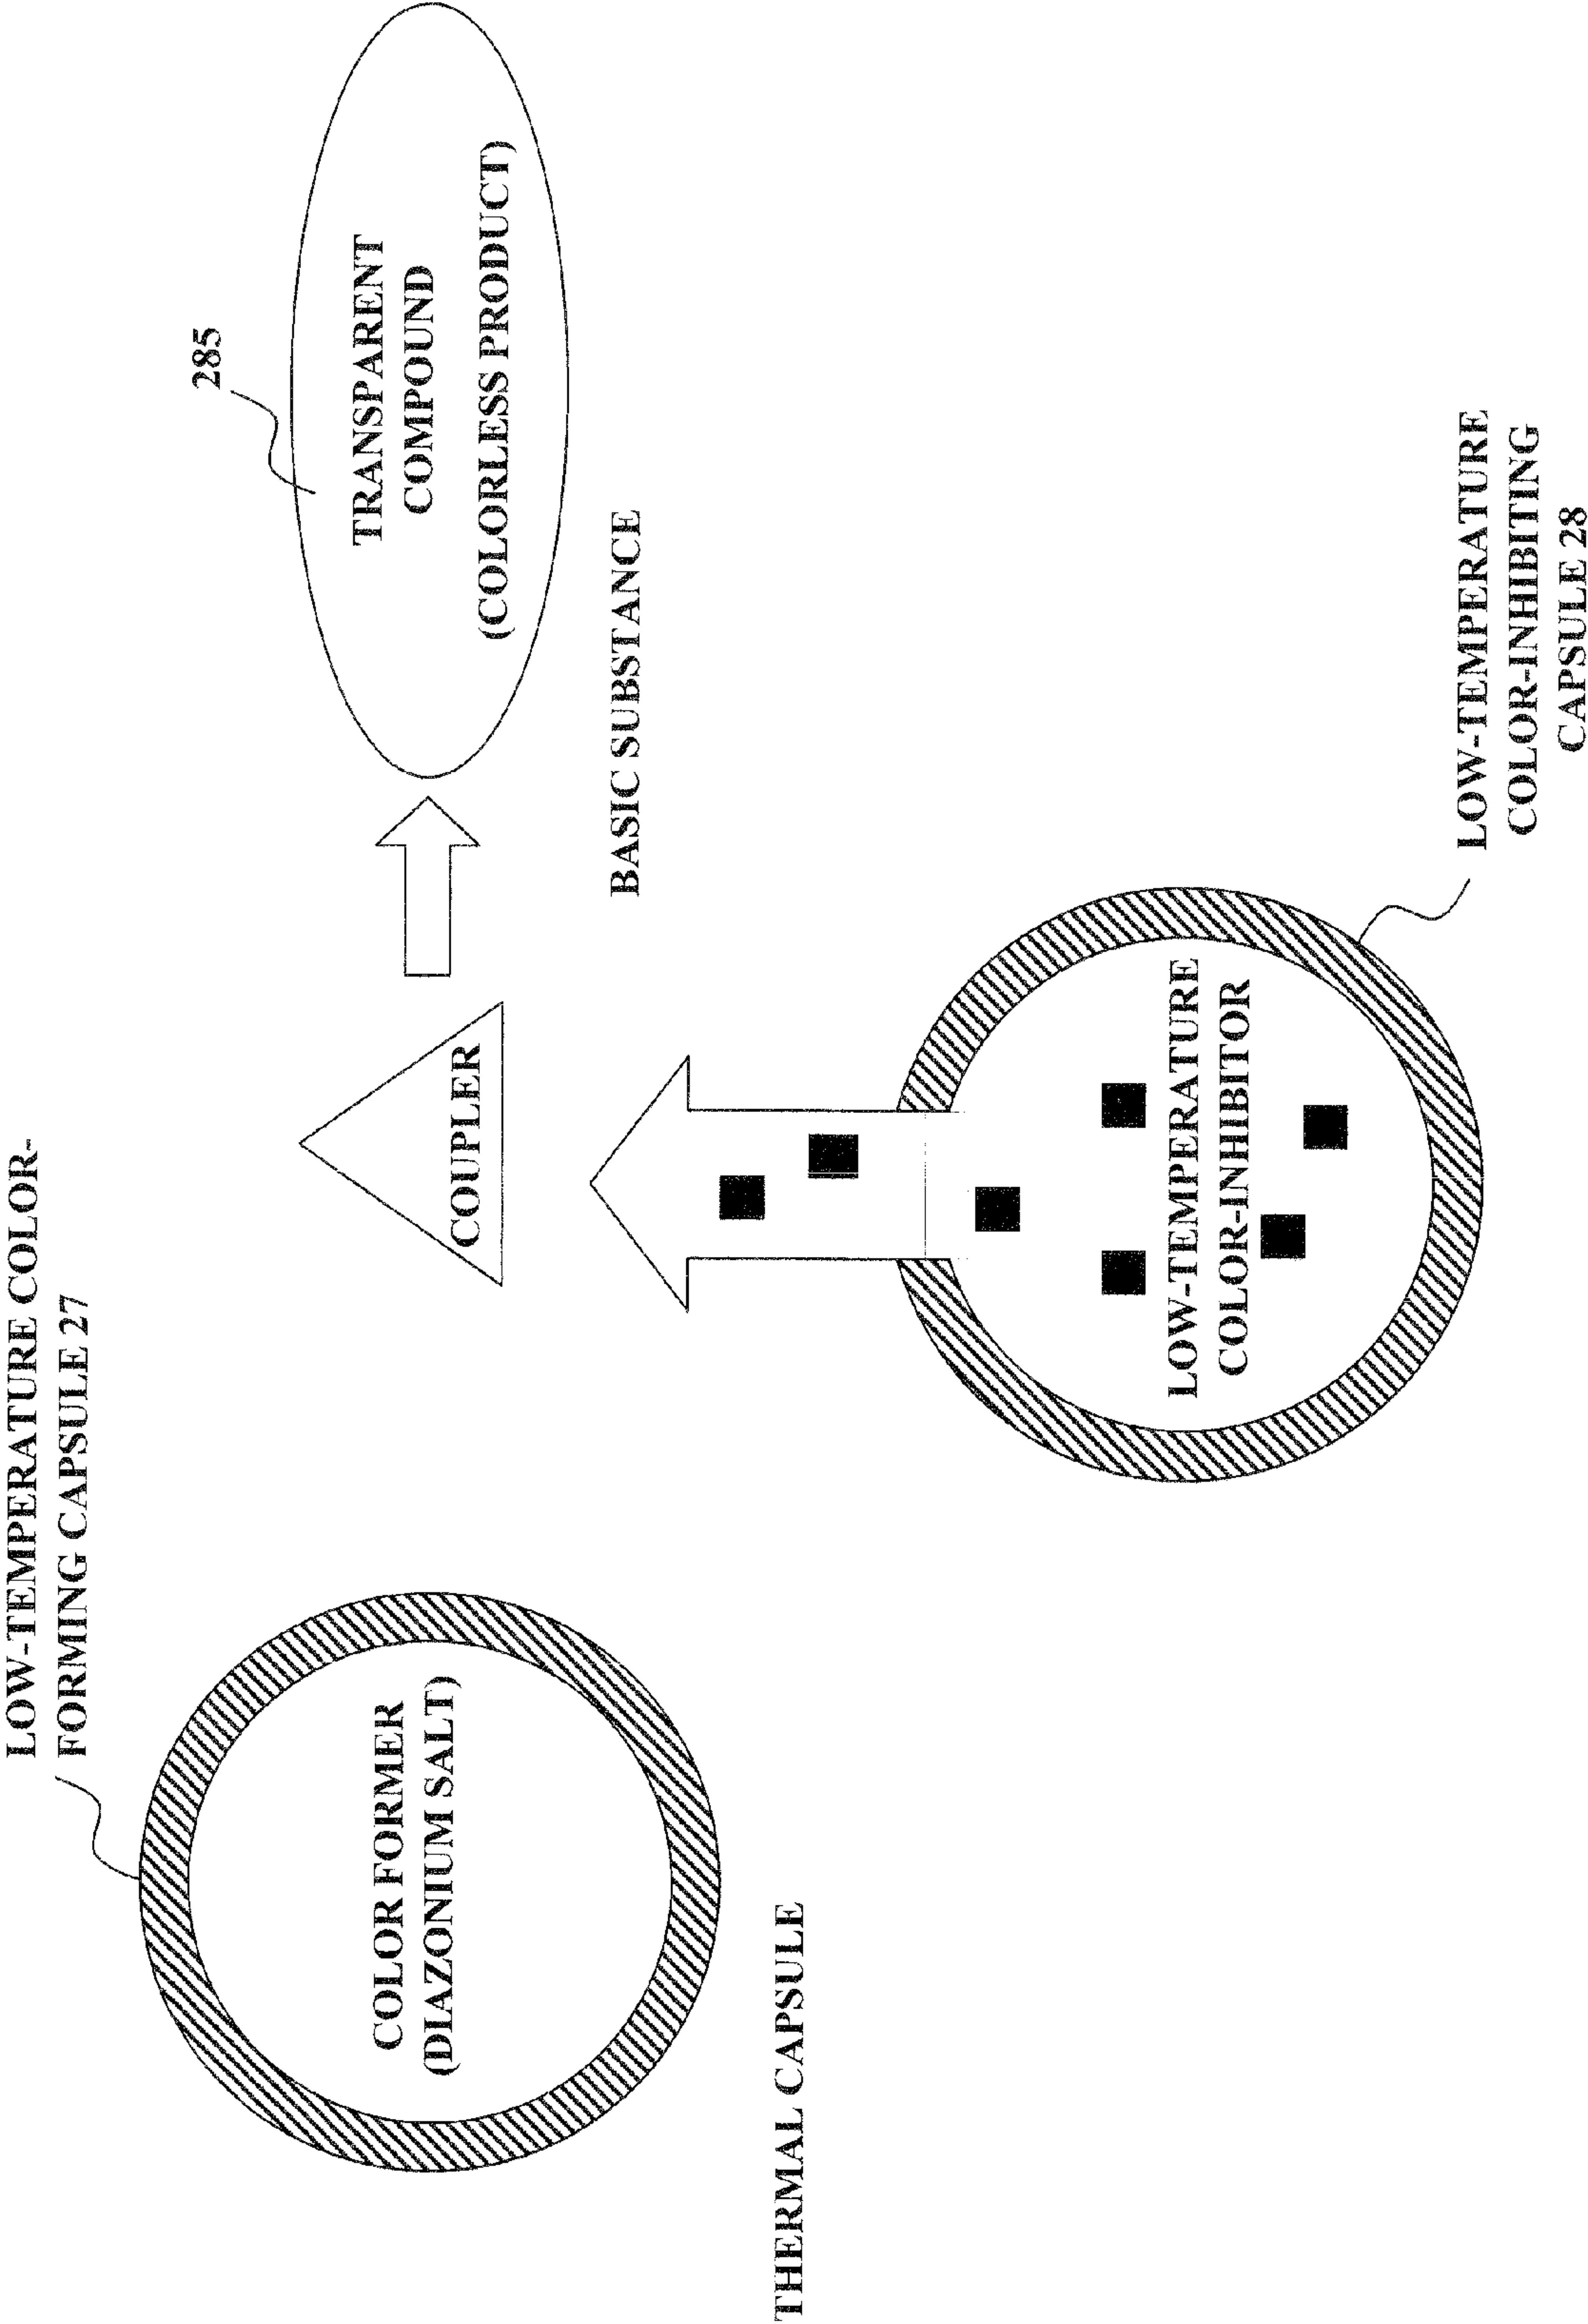 LOW-TEMPERATURE COLOR-
FORMING CAPSULE 27
COLOR FORMER
(DIAZONIUM SALT)
THERMAL CAPSULE
COUPLER
285
TRANSPARENT
COMPOUND
(COLORLESS PRODUCT)
BASIC SUBSTANCE
LOW-TEMPERATURE
COLOR-INHIBITOR
LOW-TEMPERATURE
COLOR-INHIBITING
CAPSULE 28